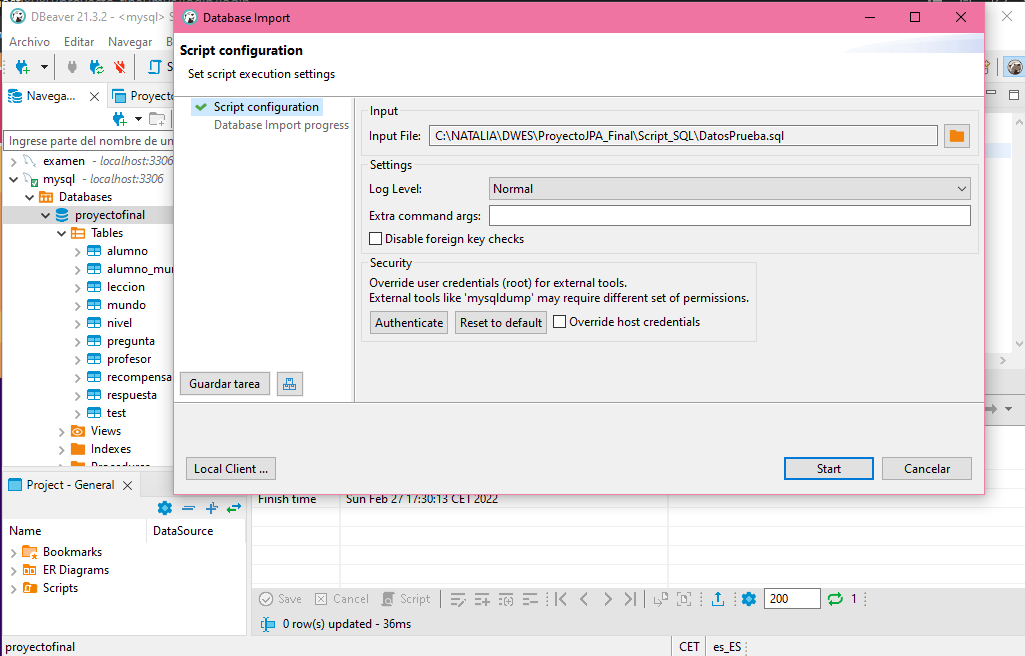 DBeaver 21.3.2 - <mysql> S
Database Import
Archivo Editar Navegar B
Script configuration
Set script execution settings
S
Navega...
Proyecto
Script configuration
Database Import progress
Ingrese parte del nombre de un
examen - localhost:3306
mysql - localhost:3306
Databases
proyectofinal
Tables
alumno
alumno_mu
leccion
mundo
nivel
pregunta
profesor
recompensa
respuesta
test
Views
Indexes
Input
Input File: C:\NATALIA\DWES\ProyectoJPA_Final\Script_SQL\DatosPrueba.sql
Settings
Log Level: Normal
Extra command args:
Disable foreign key checks
Security
Override user credentials (root) for external tools.
External tools like 'mysqldump' may require different set of permissions.
Authenticate
Reset to default
Override host credentials
Guardar tarea
Local Client ...
Start
Cancelar
Project - General
Name DataSource
Bookmarks
ER Diagrams
Scripts
Finish time Sun Feb 27 17:30:13 CET 2022
Save Cancel Script 200 1
0 row(s) updated - 36ms
proyectofinal CET es_ES